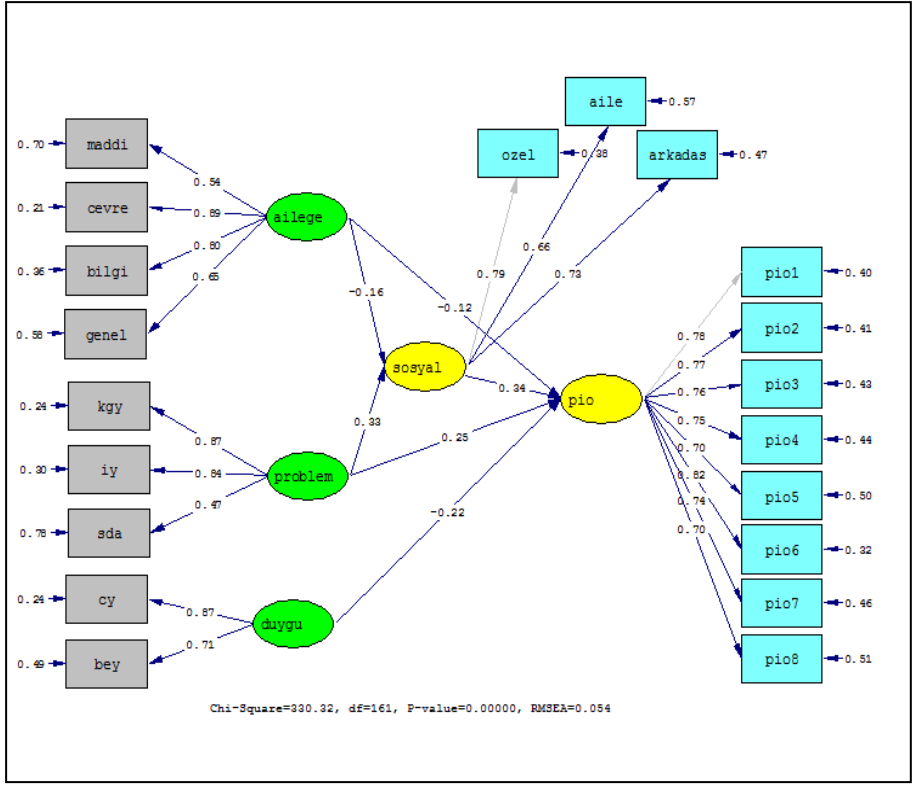 aile
0.57
ozel
0.38
arkadas
0.47
0.70
maddi
0.54
0.21
cevre
0.89
ailege
0.80
0.36
bilgi
0.65
0.58
genel
-0.16
-0.12
0.79
0.66
0.73
sosyal
0.34
0.33
0.25
-0.22
pio
0.24
kgy
0.87
0.30
iy
0.84
problem
0.47
0.78
sda
0.24
cy
0.87
duygu
0.71
0.49
bey
0.78
pio1
0.40
0.77
pio2
0.41
0.76
pio3
0.43
0.75
pio4
0.44
0.70
pio5
0.50
0.82
pio6
0.32
0.74
pio7
0.46
0.70
pio8
0.51
Chi-Square=330.32, df=161, P-value=0.00000, RMSEA=0.054